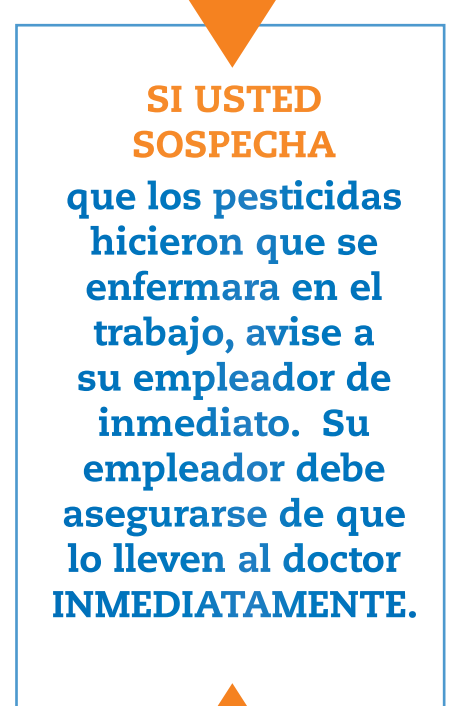 SI USTED
SOSPECHA
que los pesticidas
hicieron que se
enfermara en el
trabajo, avise a
su empleador de
inmediato.  Su
empleador debe
asegurarse de que
lo lleven al doctor
INMEDIATAMENTE.